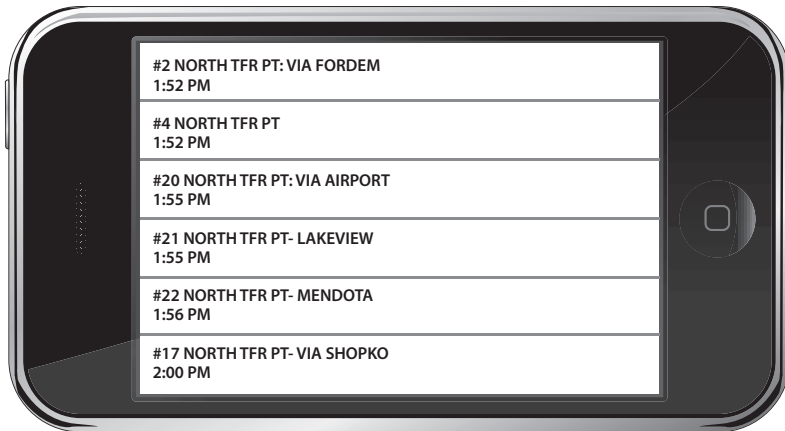 #2 NORTH TFR PT: VIA FORDEM
1:52 PM
#4 NORTH TFR PT
1:52 PM
#20 NORTH TFR PT: VIA AIRPORT
1:55 PM
#21 NORTH TFR PT- LAKEVIEW
1:55 PM
#22 NORTH TFR PT- MENDOTA
1:56 PM
#17 NORTH TFR PT- VIA SHOPKO
2:00 PM